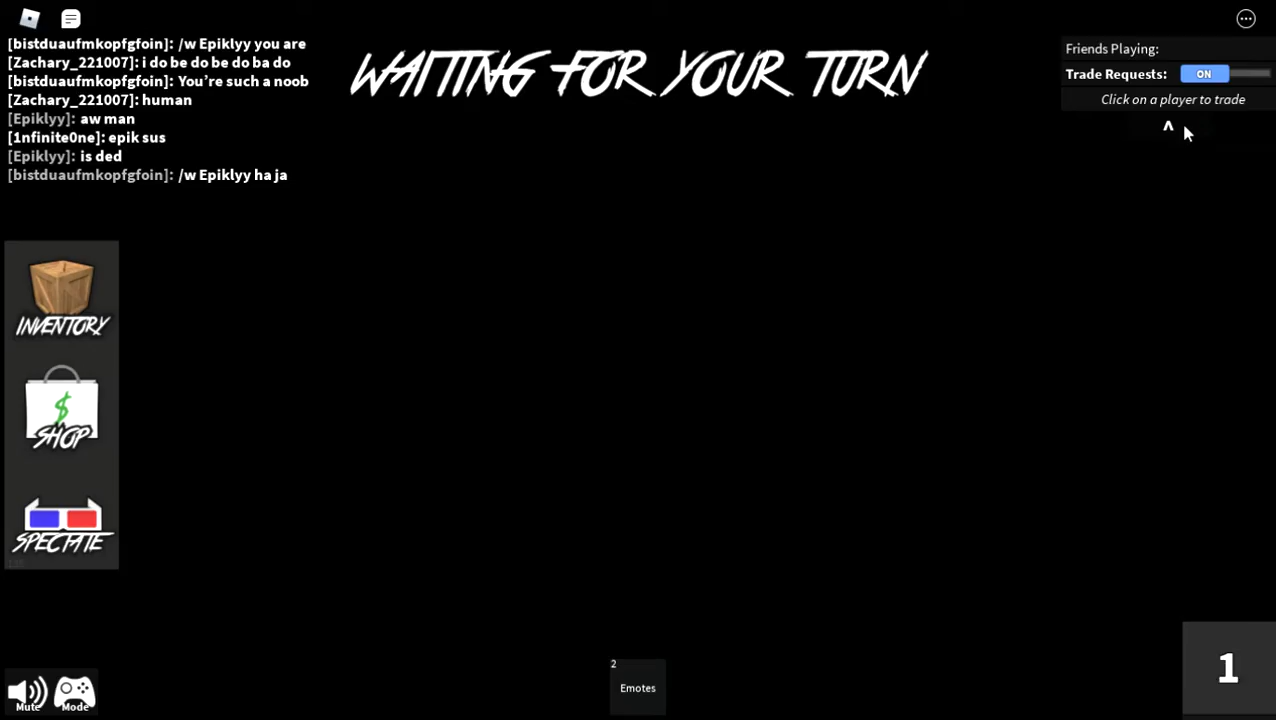 [bistduaufmkopfgfoin]: /w Epiklyy you are
[Zachary_221007]: i do be do be do ba do
[bistduaufmkopfgfoin]: You're such a noob
[Zachary_221007]: human
[Epiklyy]: aw man
[1nfinite0ne]: epik sus
[Epiklyy]: is ded
[bistduaufmkopfgfoin]: /w Epiklyy ha ja
WAITING FOR YOUR TURN
Friends Playing:
Trade Requests: ON
Click on a player to trade
^
INVENTORY
$
SHOP
SPECTATE
Mute
Mode
2
Emotes
1